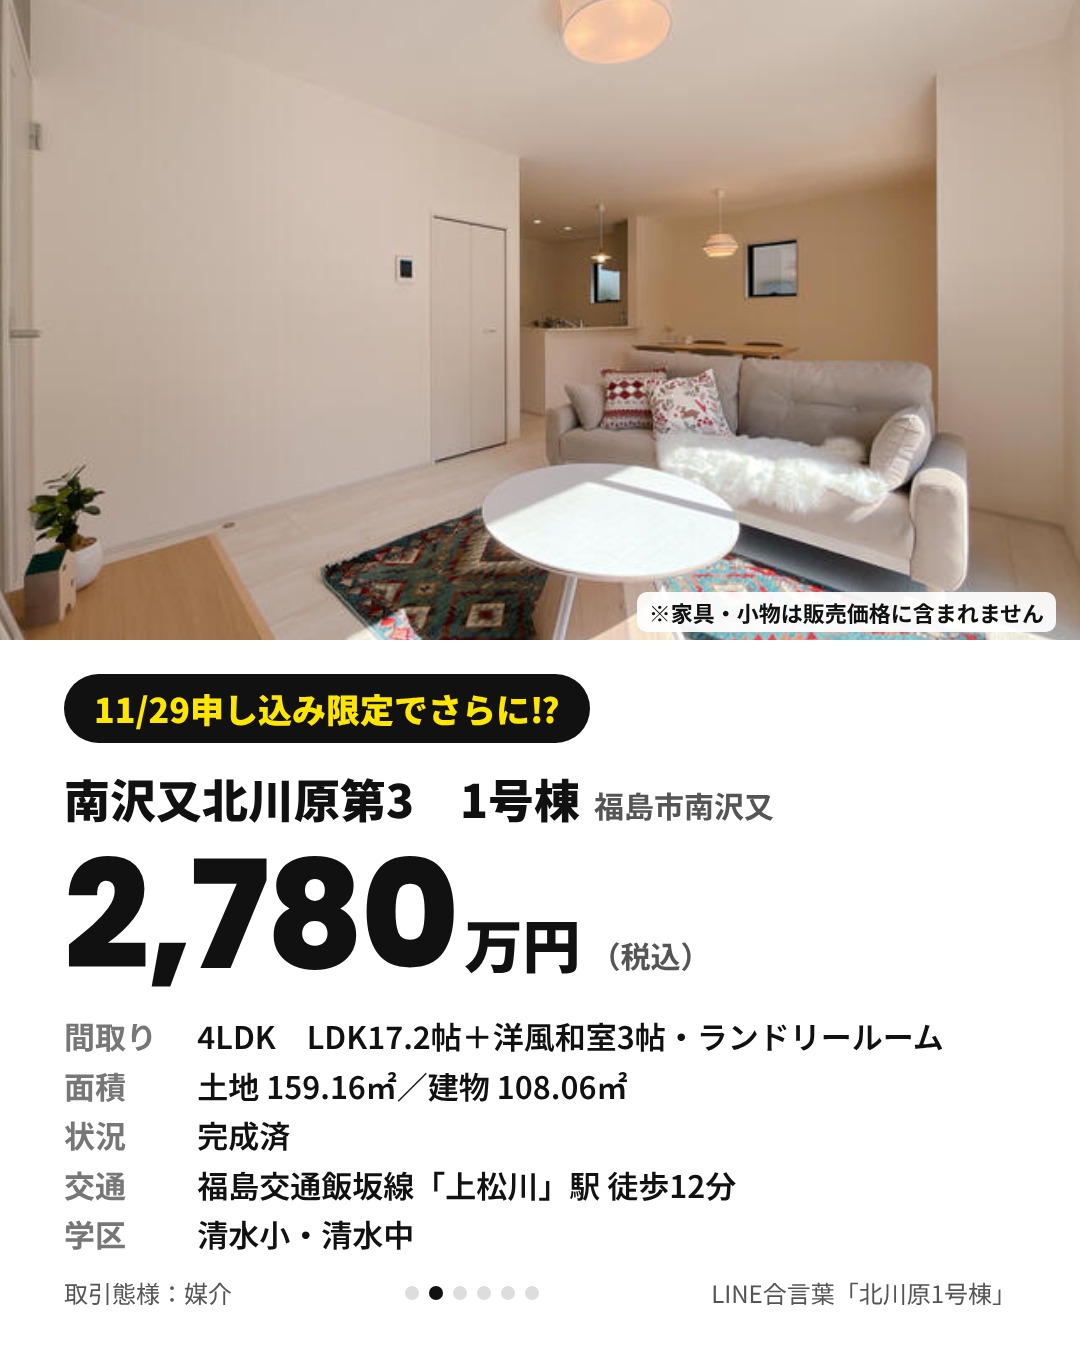 ※家具・小物は販売価格に含まれません
11/29申し込み限定でさらに!?
南沢又北川原第3　1号棟 福島市南沢又
2,780万円（税込）
間取り 4LDK　LDK17.2帖＋洋風和室3帖・ランドリールーム
面積 土地 159.16㎡／建物 108.06㎡
状況 完成済
交通 福島交通飯坂線「上松川」駅 徒歩12分
学区 清水小・清水中
取引態様：媒介 LINE合言葉「北川原1号棟」